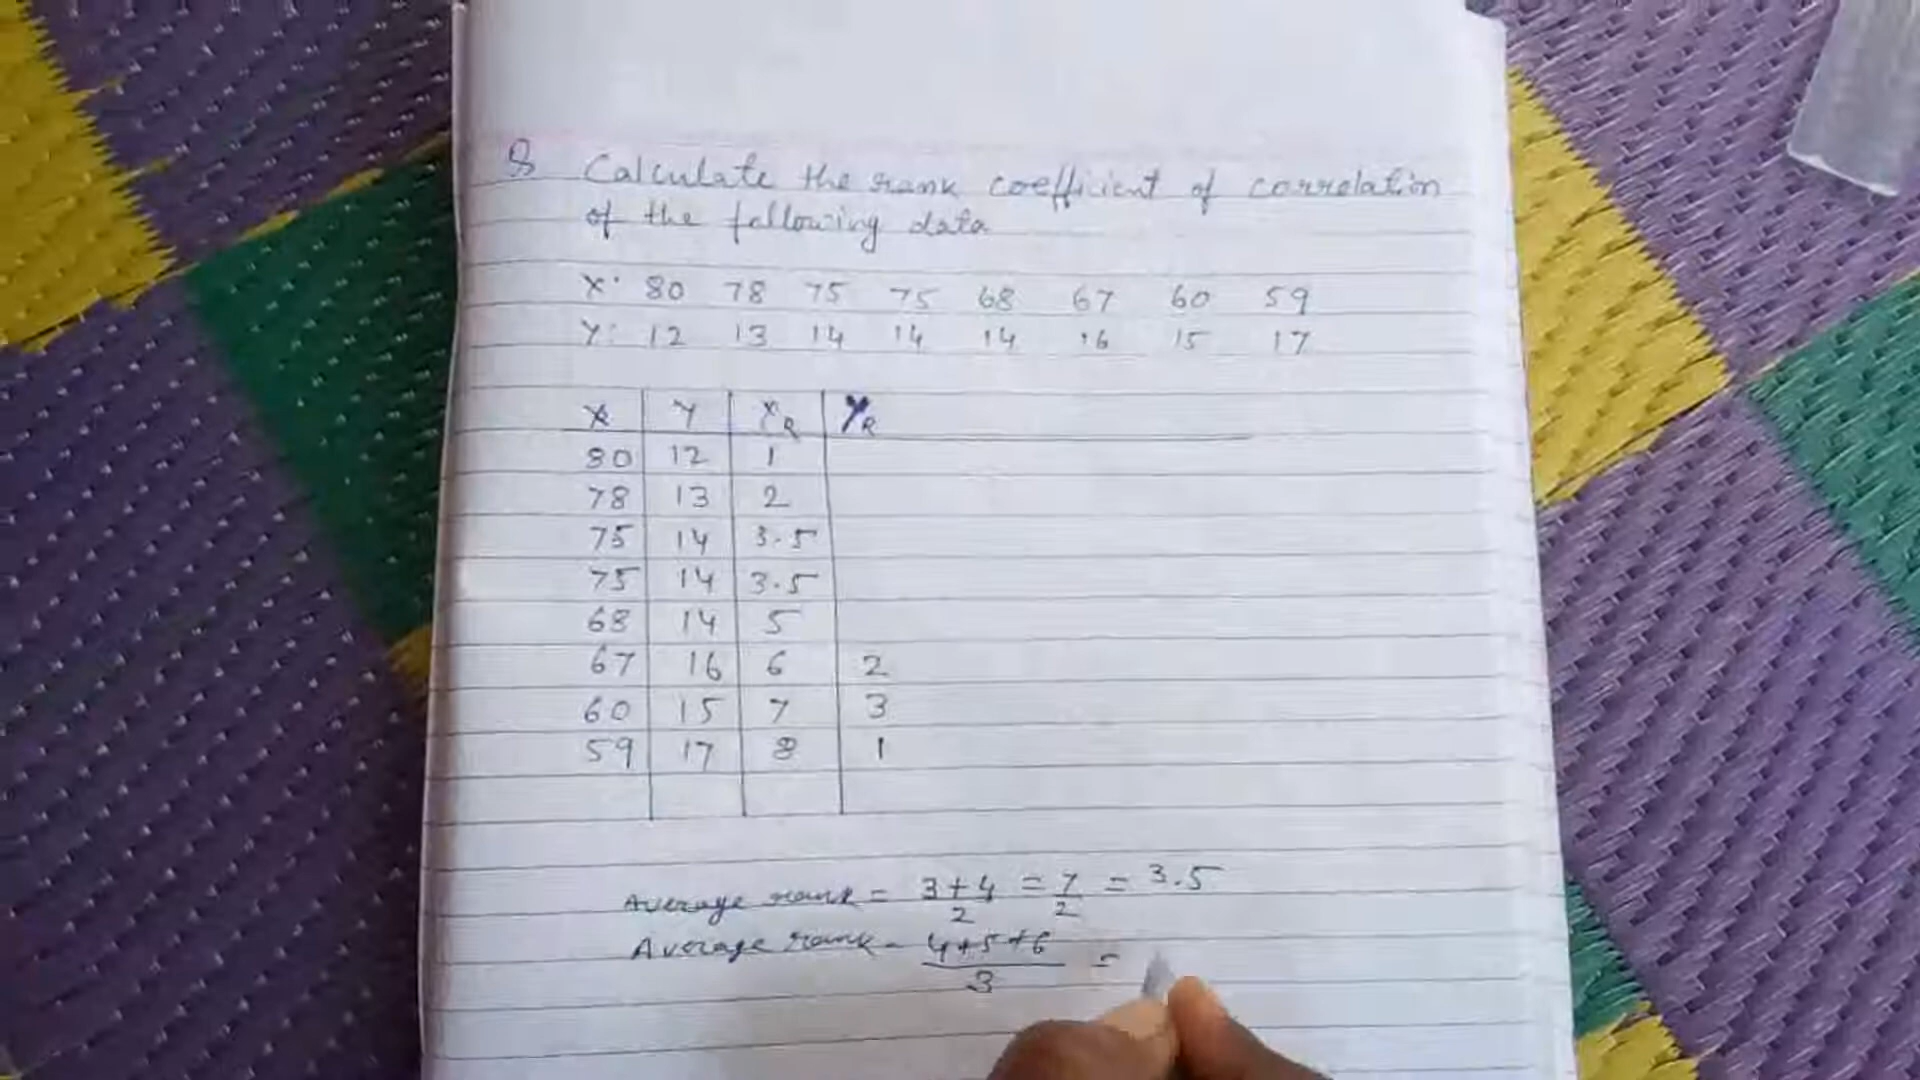 Q Calculate the rank coefficient of correlation
of the following data
X: 80 78 75 75 68 67 60 59
Y: 12 13 14 14 14 16 15 17
X Y XR YR
80 12 1
78 13 2
75 14 3.5
75 14 3.5
68 14 5
67 16 6 2
60 15 7 3
59 17 8 1
Average rank = 3+4/2 = 7/2 = 3.5
Average rank = 4+5+6/3 =